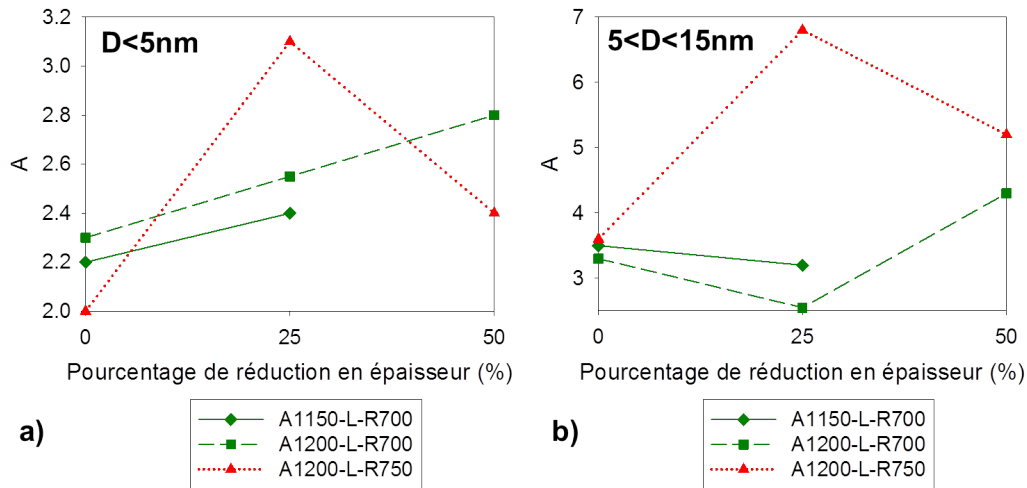 D<5nm
3.2
3.0
2.8
2.6
2.4
2.2
2.0
A
0
25
50
Pourcentage de réduction en épaisseur (%)
a)
A1150-L-R700
A1200-L-R700
A1200-L-R750
5<D<15nm
7
6
5
4
3
A
0
25
50
Pourcentage de réduction en épaisseur (%)
b)
A1150-L-R700
A1200-L-R700
A1200-L-R750